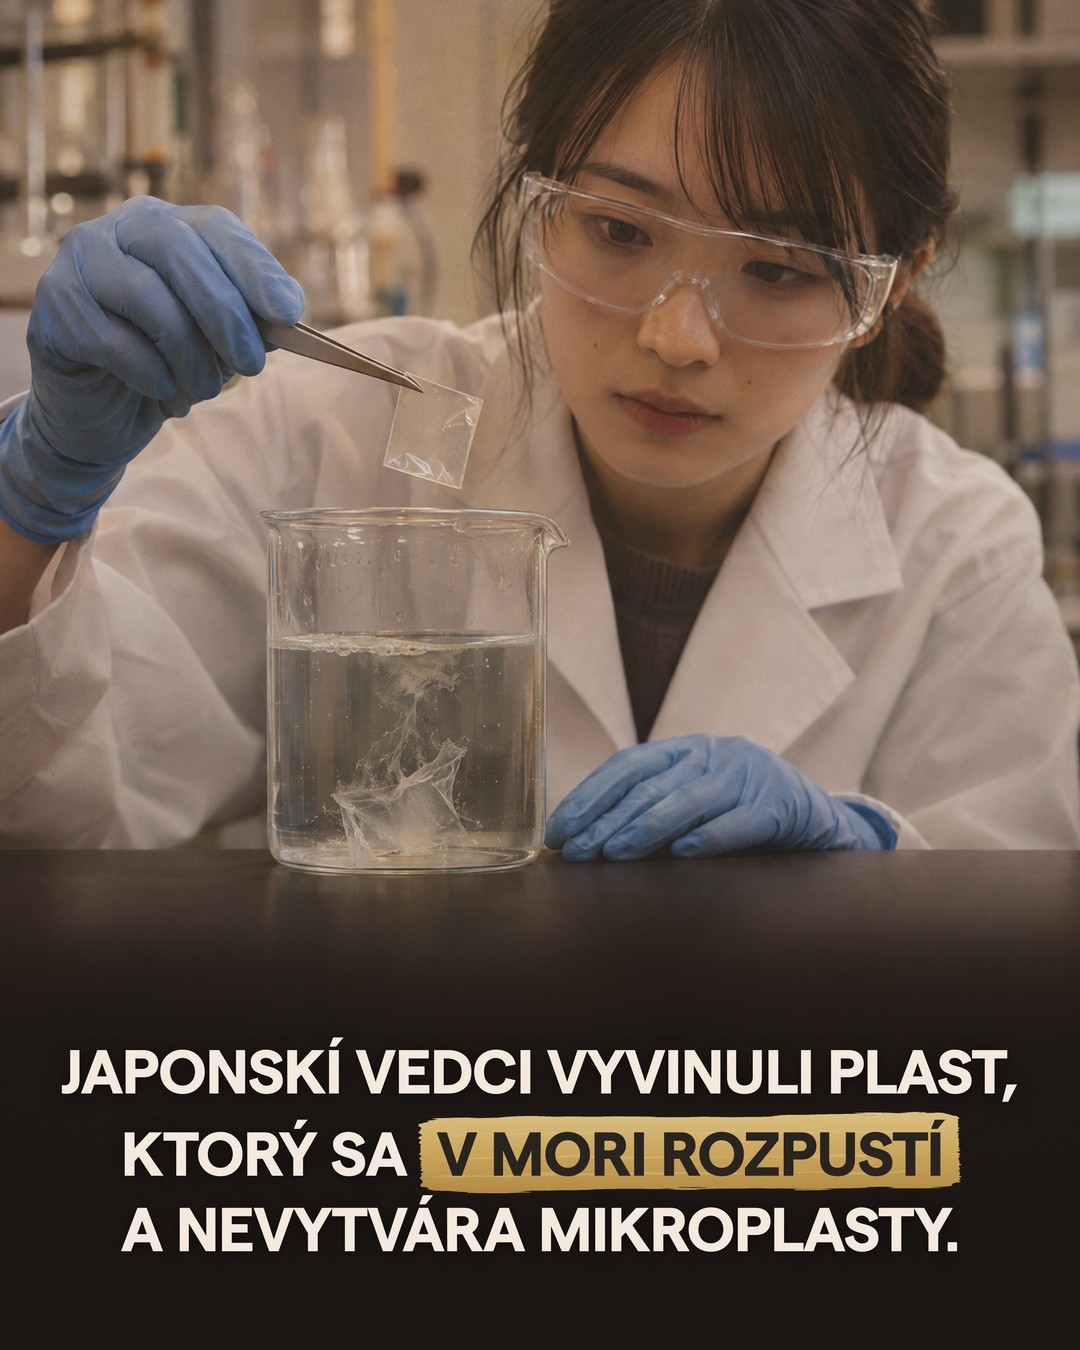 JAPONSKÍ VEDCI VYVINULI PLAST,
KTORÝ SA V MORI ROZPUSTÍ
A NEVYTVÁRA MIKROPLASTY.